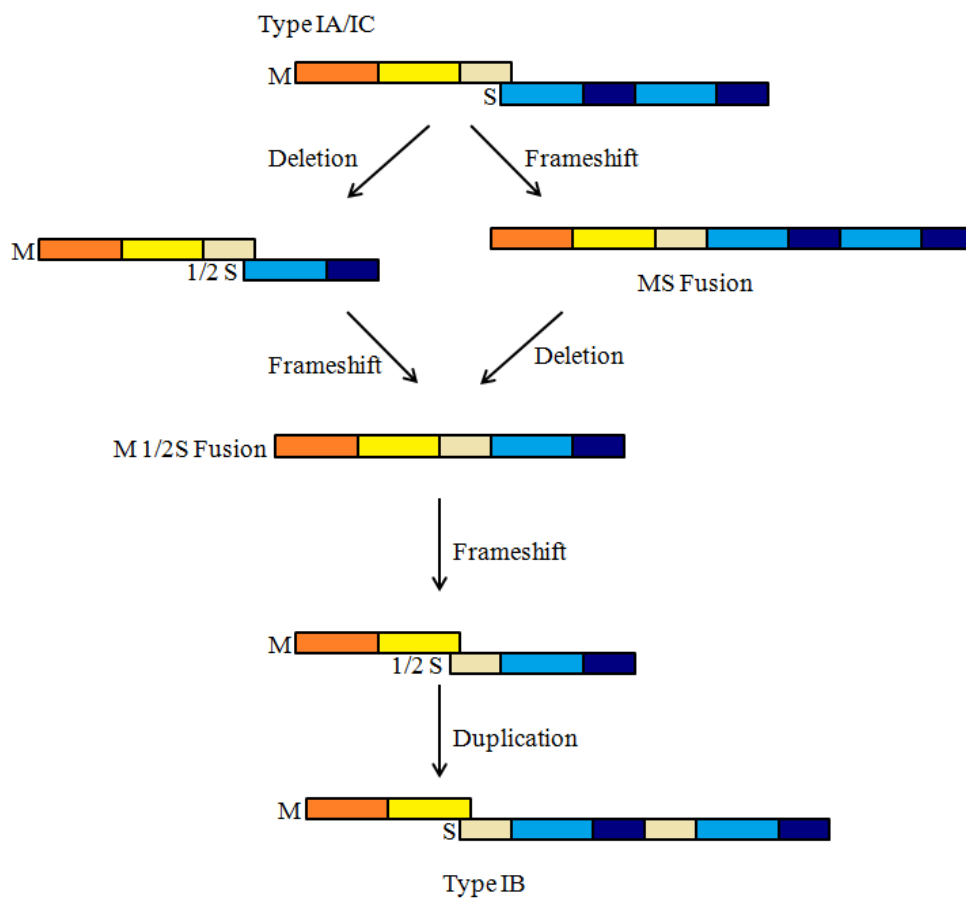 Type IA/IC
M
S
Deletion
Frameshift
M
1/2 S
MS Fusion
Frameshift
Deletion
M 1/2S Fusion
Frameshift
M
1/2 S
Duplication
M
S
Type IB